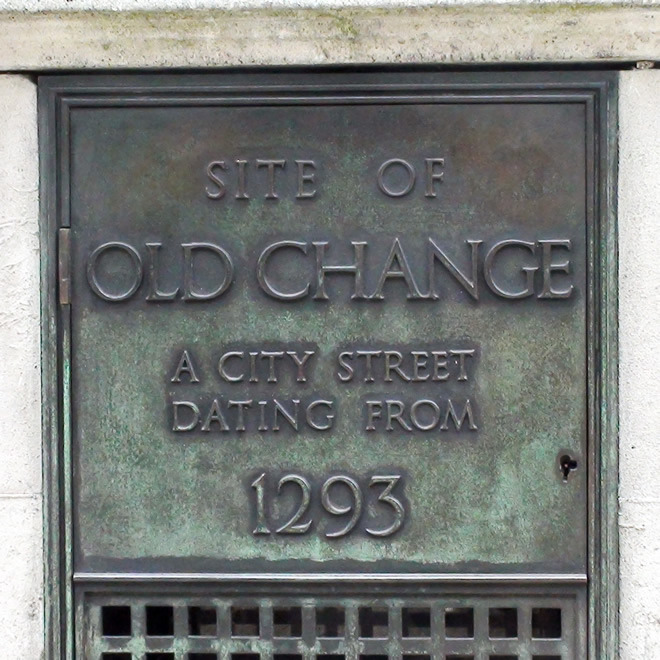 SITE OF
OLD CHANGE
A CITY STREET
DATING FROM
1293